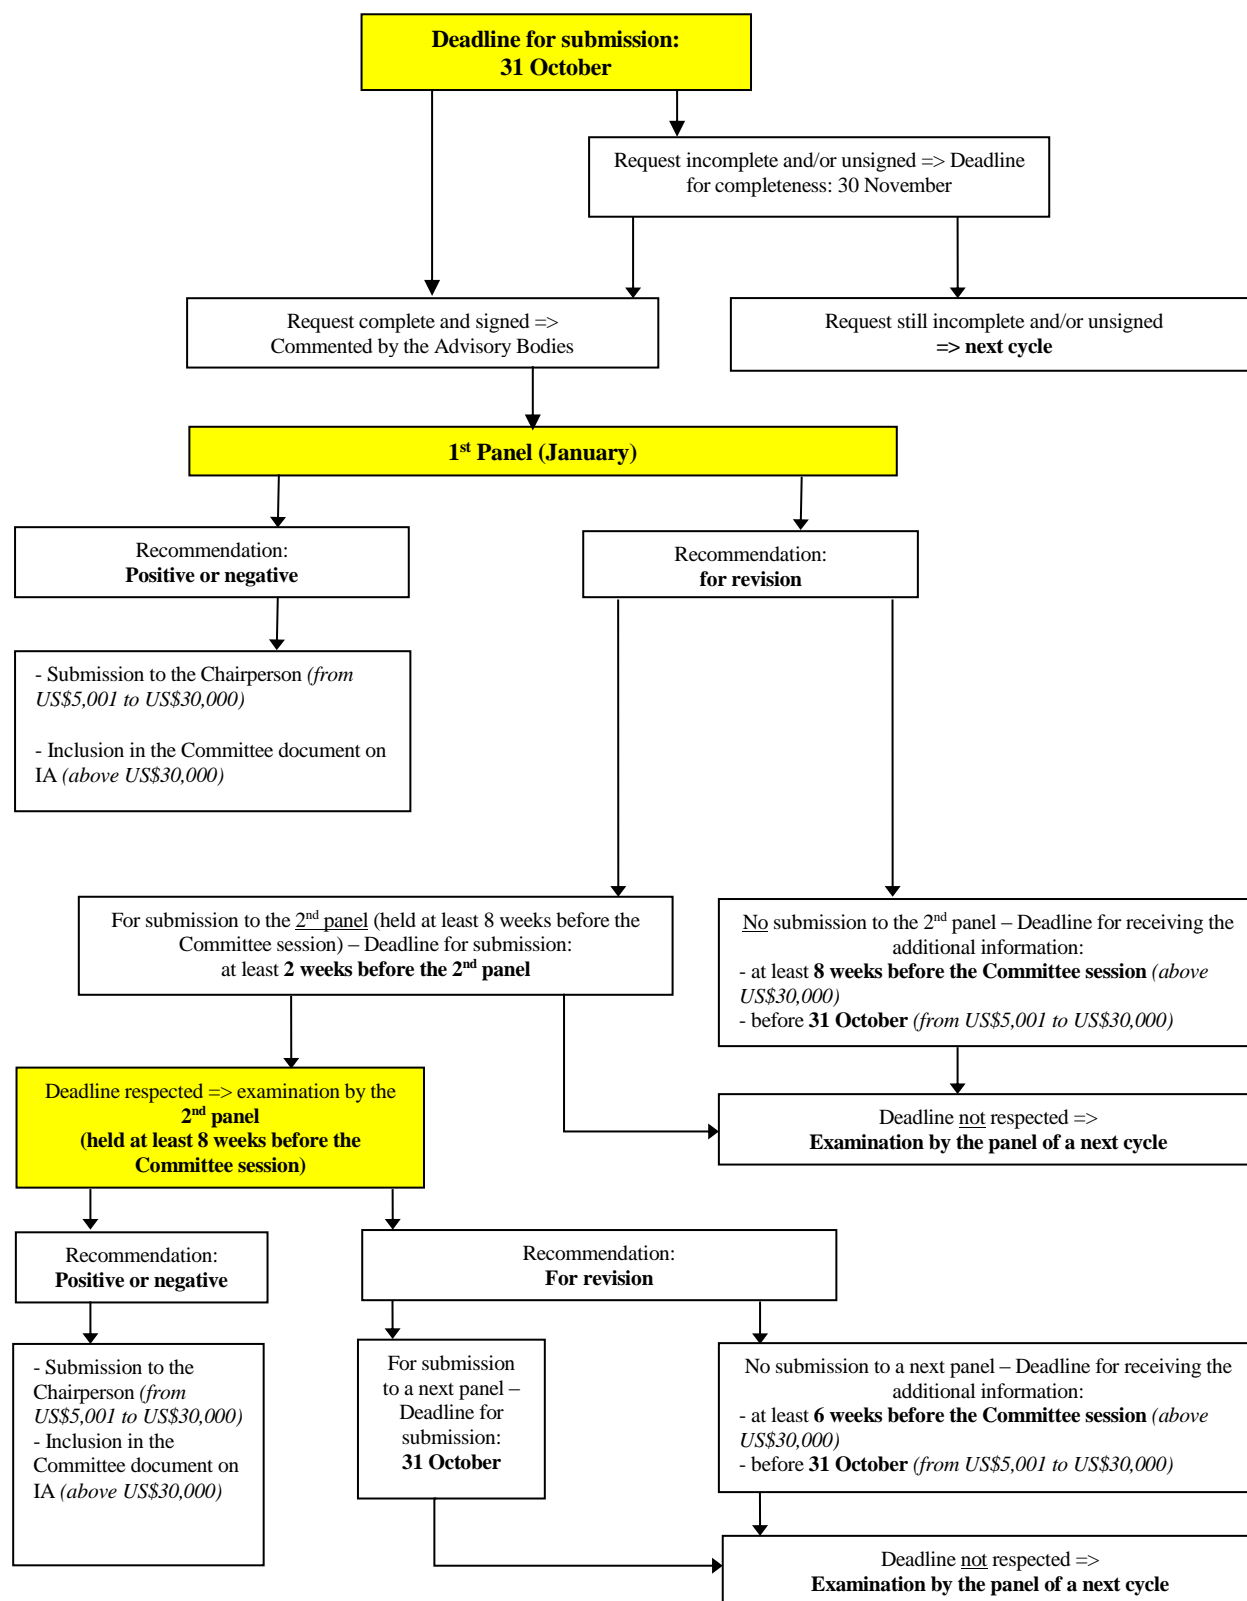 Deadline for submission:
31 October
Request incomplete and/or unsigned => Deadline
for completeness: 30 November
Request complete and signed =>
Commented by the Advisory Bodies
Request still incomplete and/or unsigned
=> next cycle
1st Panel (January)
Recommendation:
Positive or negative
Recommendation:
for revision
- Submission to the Chairperson (from
US$5,001 to US$30,000)
- Inclusion in the Committee document on
IA (above US$30,000)
For submission to the 2nd panel (held at least 8 weeks before the
Committee session) – Deadline for submission:
at least 2 weeks before the 2nd panel
No submission to the 2nd panel – Deadline for receiving the
additional information:
- at least 8 weeks before the Committee session (above
US$30,000)
- before 31 October (from US$5,001 to US$30,000)
Deadline respected => examination by the
2nd panel
(held at least 8 weeks before the
Committee session)
Deadline not respected =>
Examination by the panel of a next cycle
Recommendation:
Positive or negative
Recommendation:
For revision
- Submission to the
Chairperson (from
US$5,001 to US$30,000)
- Inclusion in the
Committee document on
IA (above US$30,000)
For submission
to a next panel –
Deadline for
submission:
31 October
No submission to a next panel – Deadline for receiving the
additional information:
- at least 6 weeks before the Committee session (above
US$30,000)
- before 31 October (from US$5,001 to US$30,000)
Deadline not respected =>
Examination by the panel of a next cycle